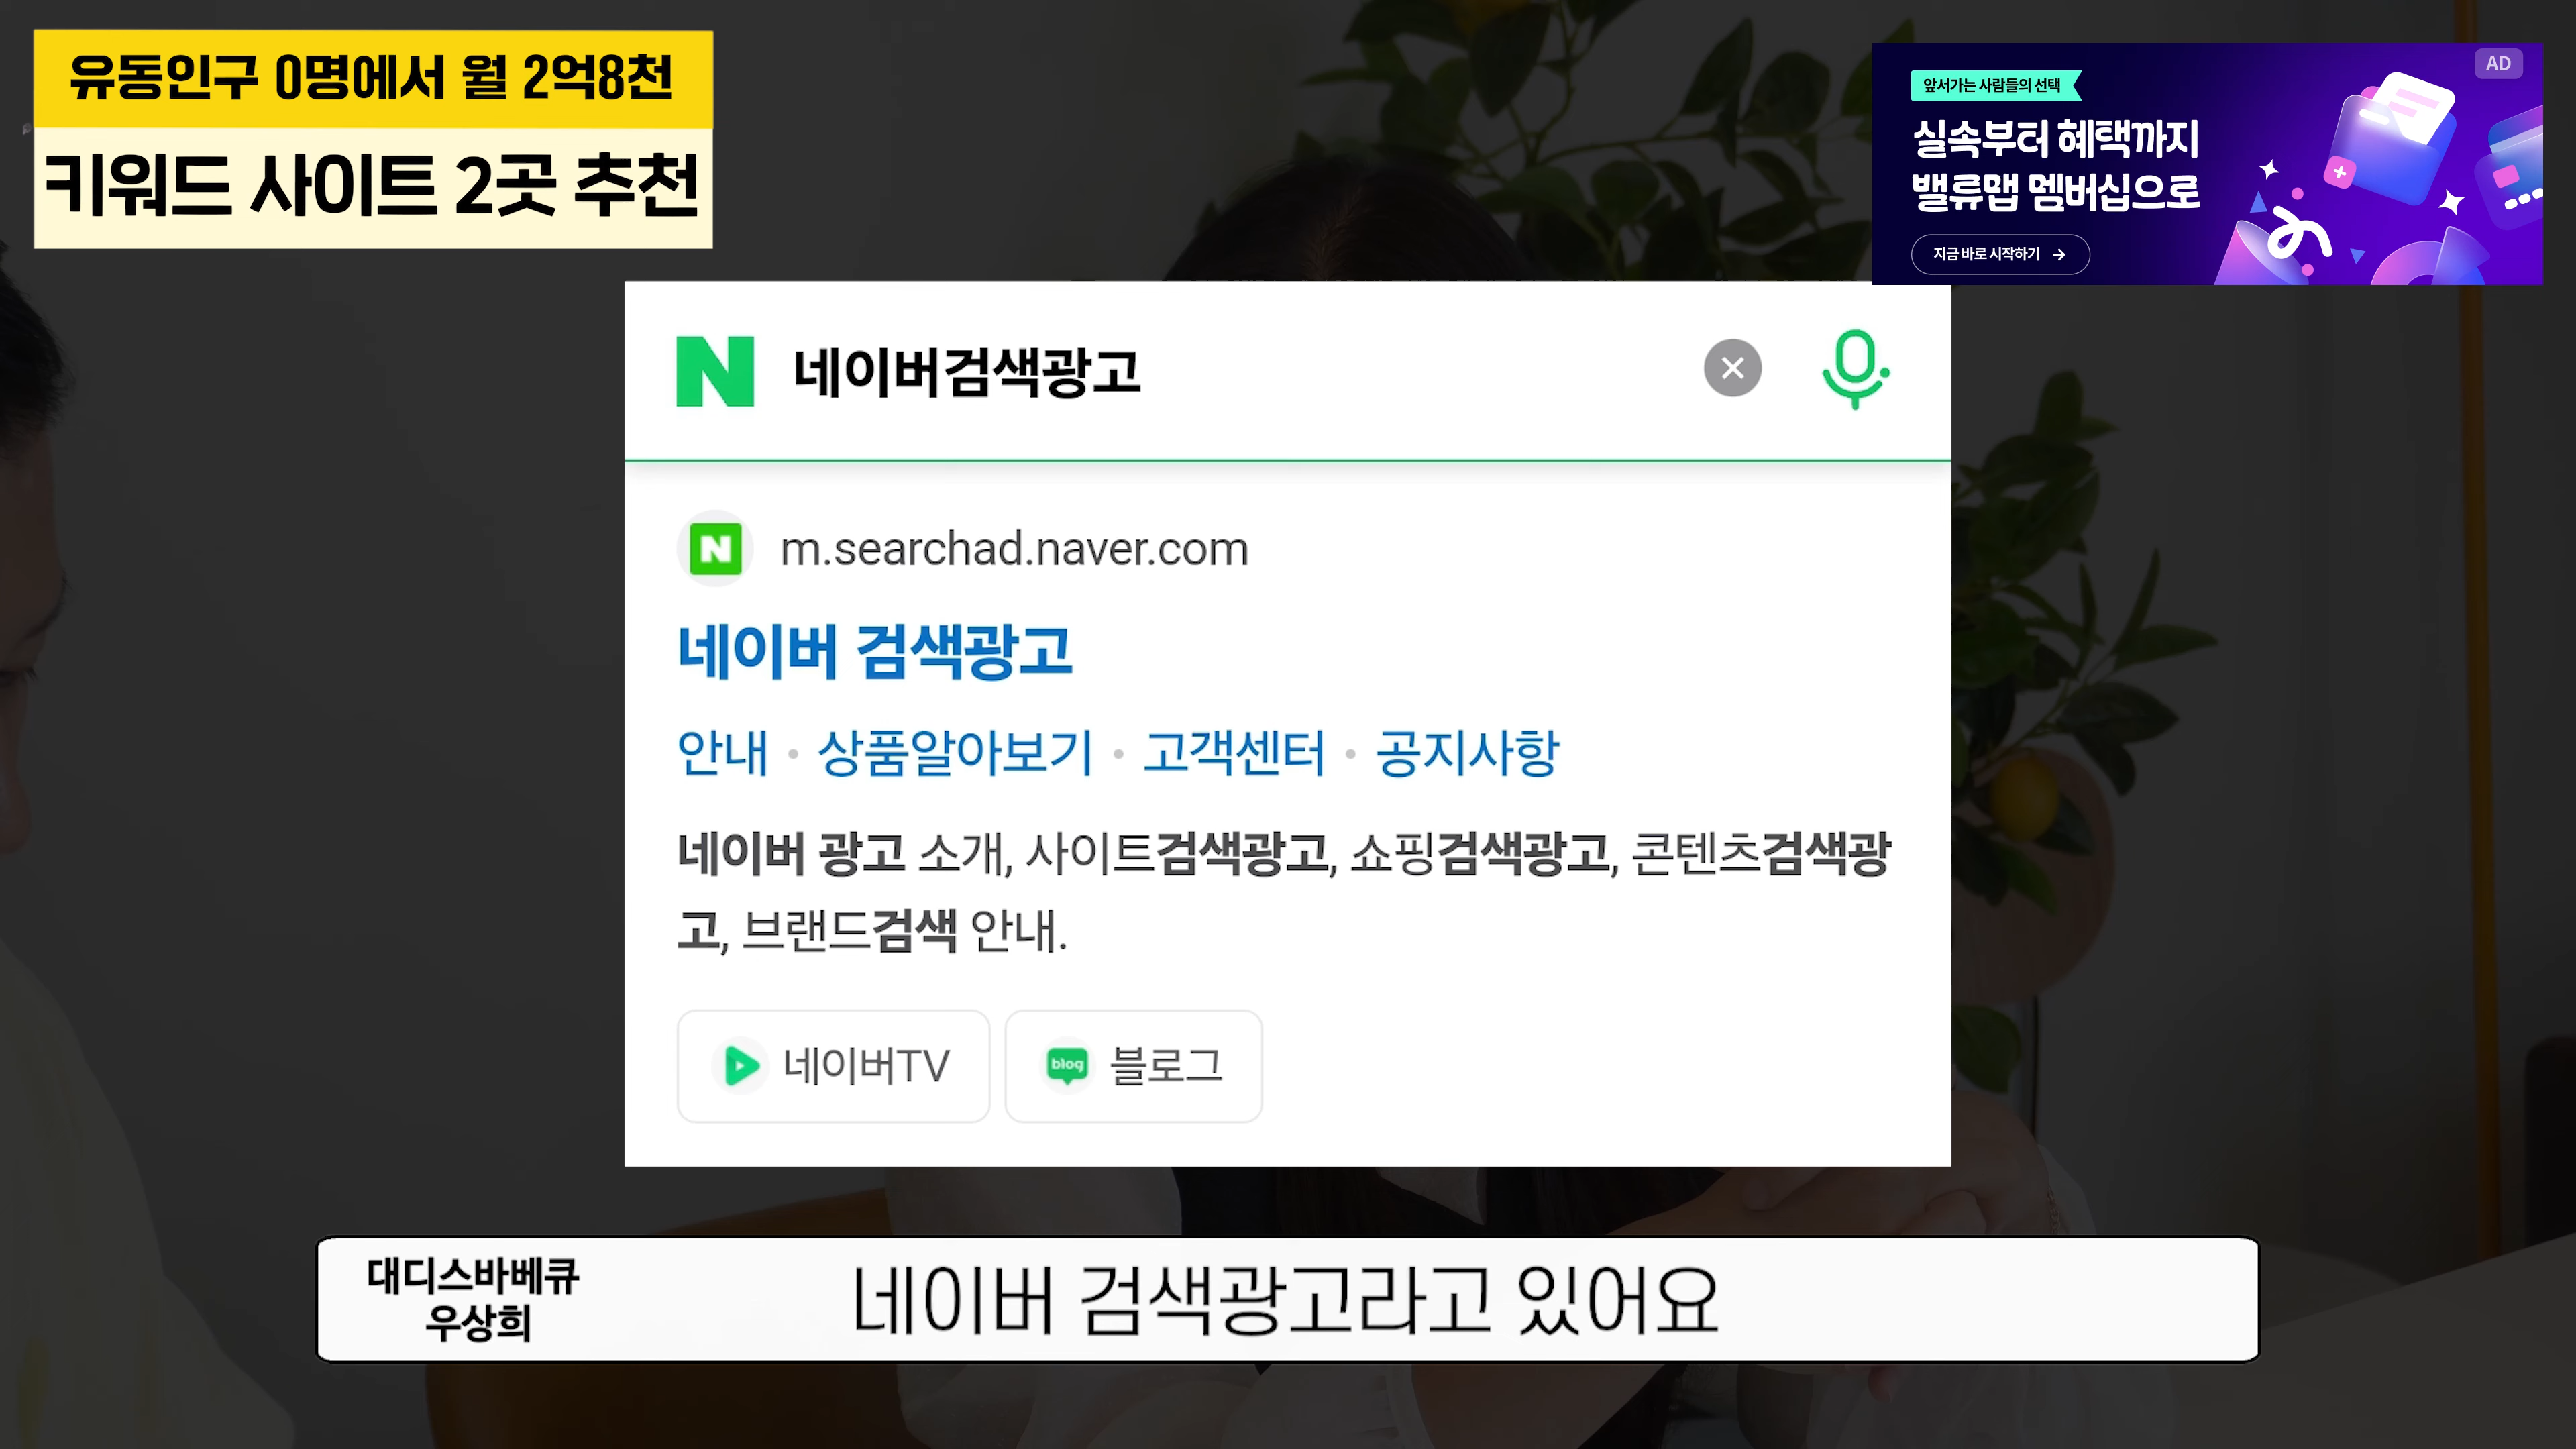 유동인구 0명에서 월 2억8천
키워드 사이트 2곳 추천
AD
앞서가는 사람들의 선택
실속부터 혜택까지
밸류맵 멤버십으로
지금 바로 시작하기 →
N 네이버검색광고
N m.searchad.naver.com
네이버 검색광고
안내 · 상품알아보기 · 고객센터 · 공지사항
네이버 광고 소개, 사이트검색광고, 쇼핑검색광고, 콘텐츠검색광
고, 브랜드검색 안내.
네이버TV
blog 블로그
대디스바베큐
우상희
네이버 검색광고라고 있어요